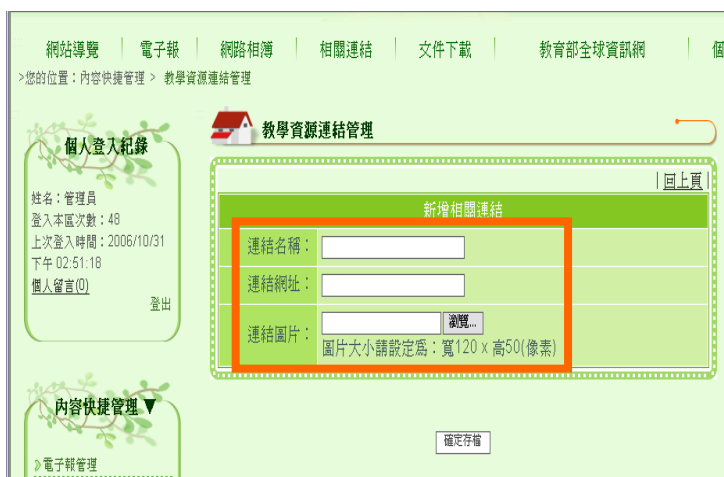 網站導覽 電子報 網路相簿 相關連結 文件下載 教育部全球資訊網 個
>您的位置：內容快捷管理 > 教學資源連結管理
個人登入紀錄
姓名：管理員
登入本區次數：48
上次登入時間：2006/10/31
下午 02:51:18
個人留言(0)
登出
內容快捷管理▼
電子報管理
教學資源連結管理
|回上頁|
新增相關連結
連結名稱：
連結網址：
連結圖片： 瀏覽...
圖片大小請設定為：寬120 x 高50(像素)
確定存檔